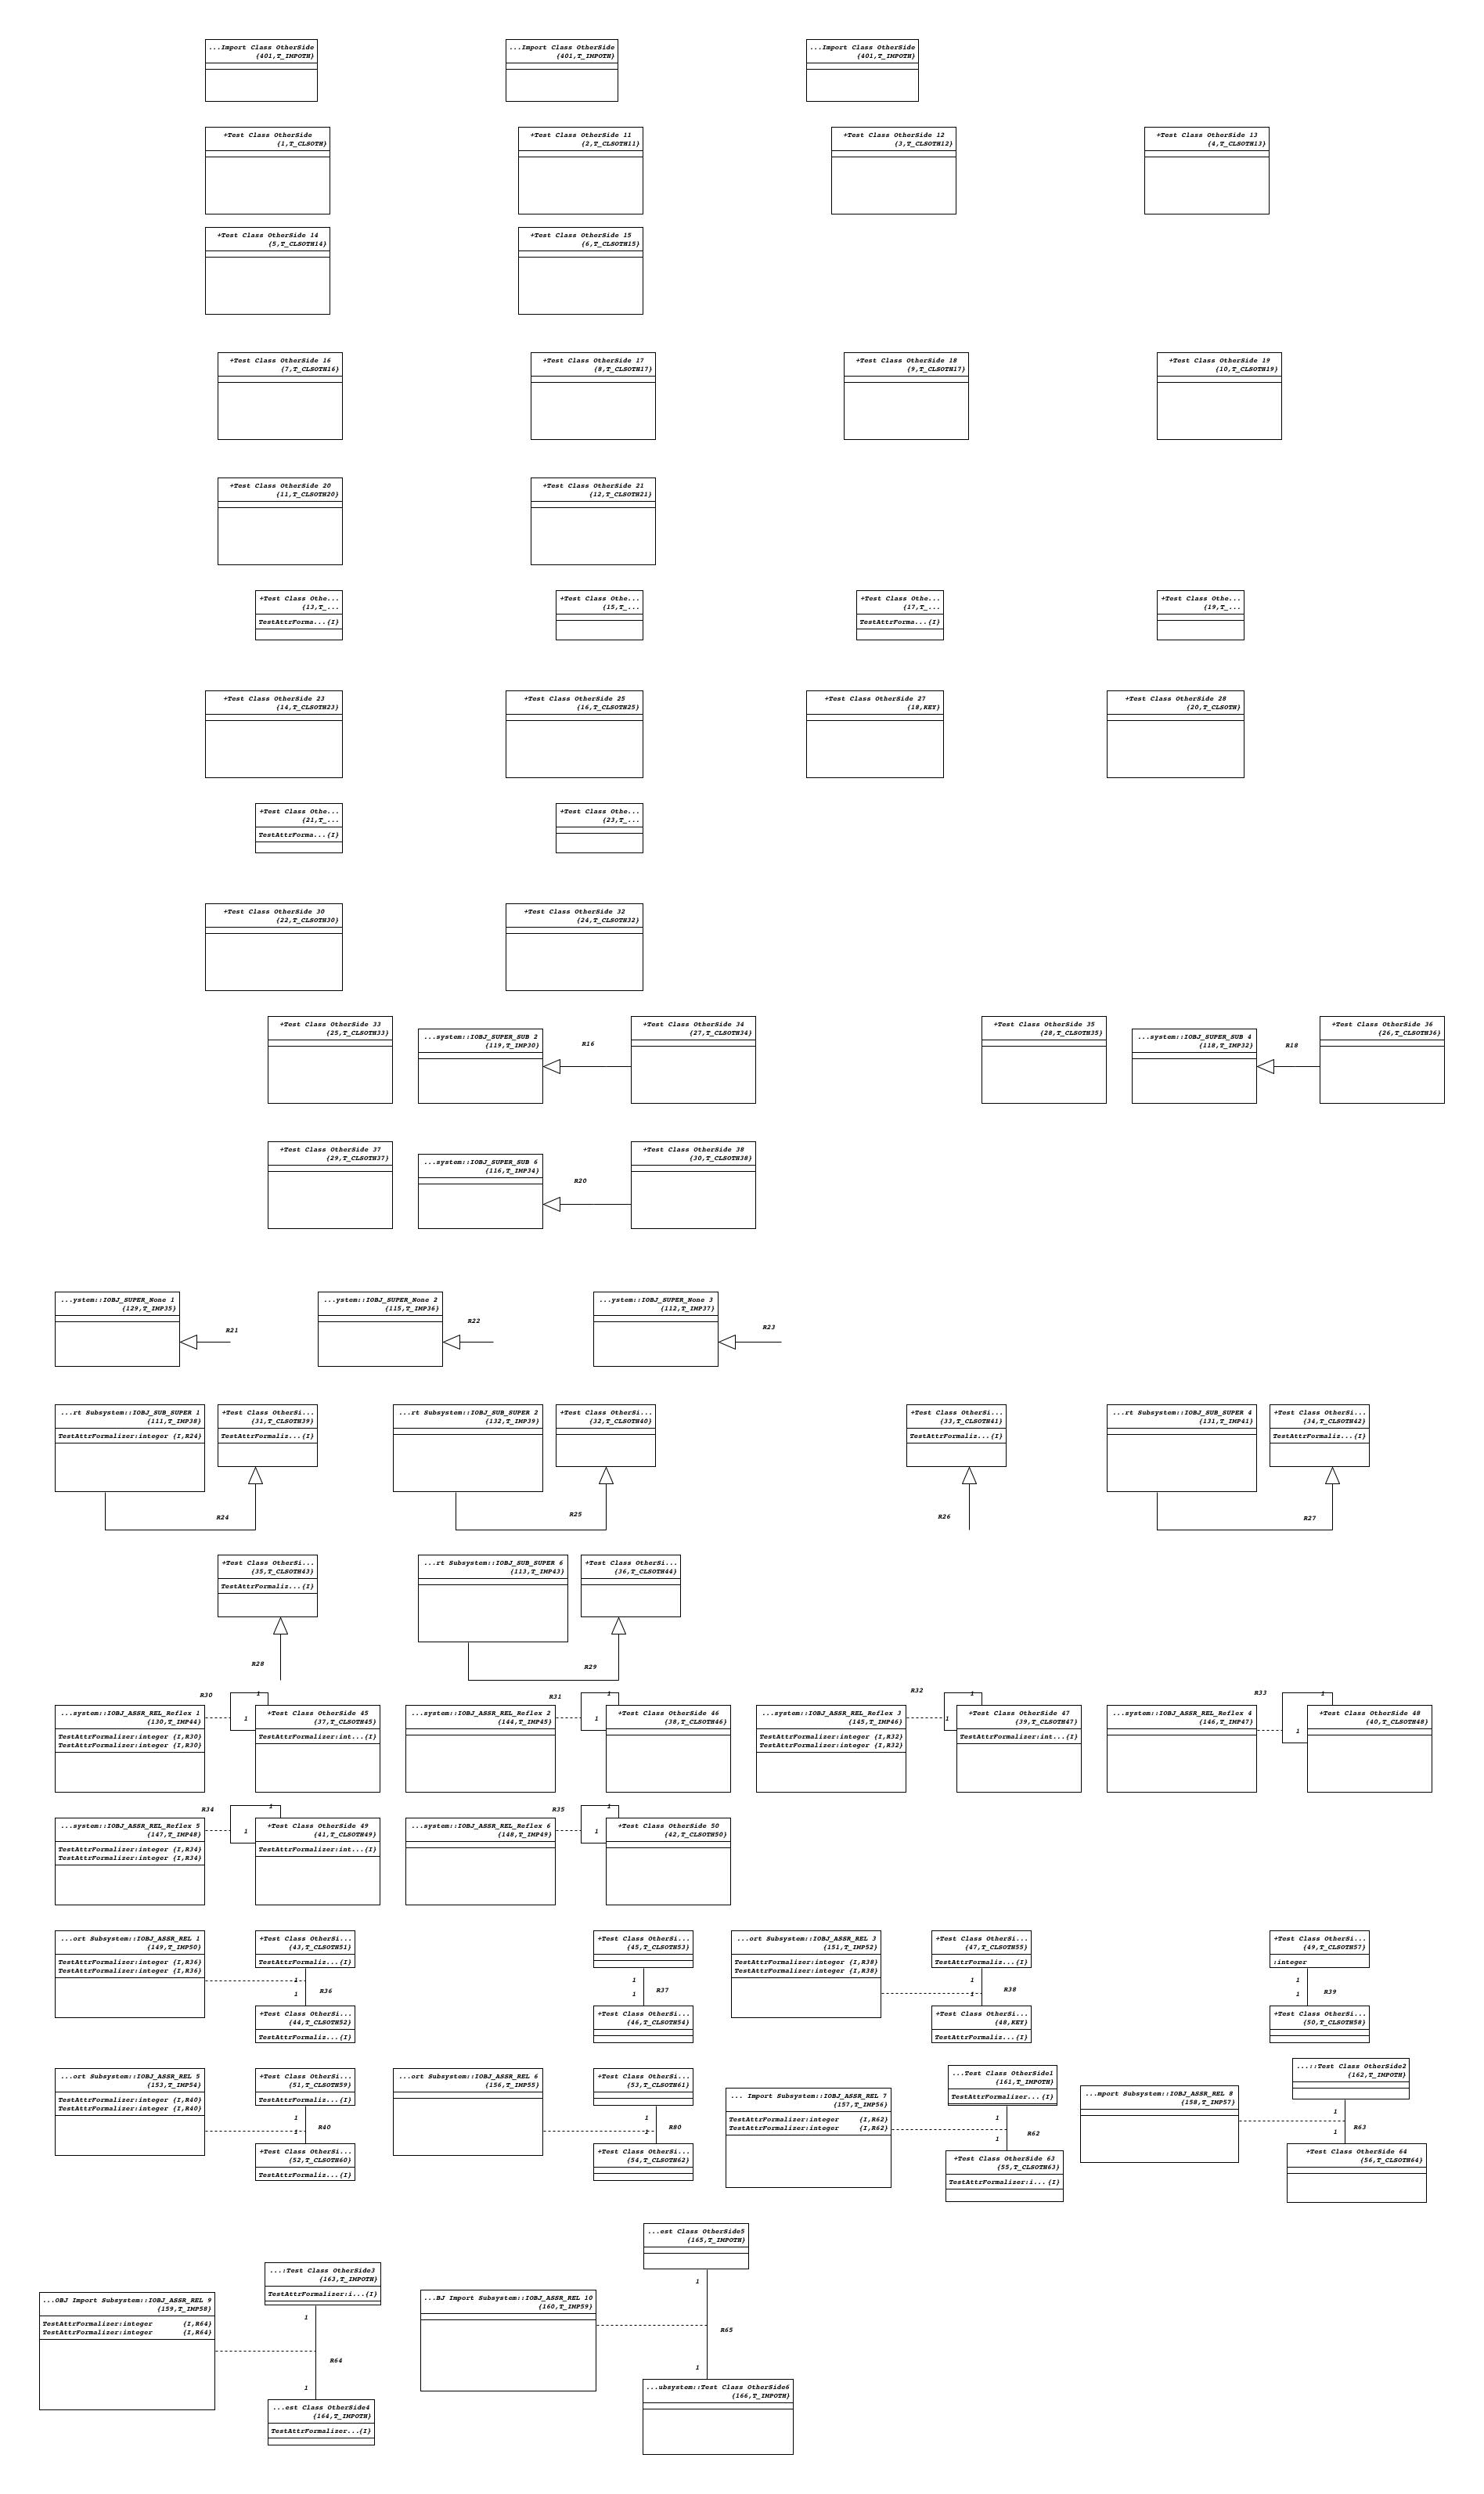 ...Import Class OtherSide
{401,T_IMPOTH}
...Import Class OtherSide
{401,T_IMPOTH}
...Import Class OtherSide
{401,T_IMPOTH}
+Test Class OtherSide
{1,T_CLSOTH}
+Test Class OtherSide 11
{2,T_CLSOTH11}
+Test Class OtherSide 12
{3,T_CLSOTH12}
+Test Class OtherSide 13
{4,T_CLSOTH13}
+Test Class OtherSide 14
{5,T_CLSOTH14}
+Test Class OtherSide 15
{6,T_CLSOTH15}
+Test Class OtherSide 16
{7,T_CLSOTH16}
+Test Class OtherSide 17
{8,T_CLSOTH17}
+Test Class OtherSide 18
{9,T_CLSOTH17}
+Test Class OtherSide 19
{10,T_CLSOTH19}
+Test Class OtherSide 20
{11,T_CLSOTH20}
+Test Class OtherSide 21
{12,T_CLSOTH21}
+Test Class Othe...
{13,T_...
TestAttrForma...{I}
+Test Class Othe...
{15,T_...
+Test Class Othe...
{17,T_...
TestAttrForma...{I}
+Test Class Othe...
{19,T_...
+Test Class OtherSide 23
{14,T_CLSOTH23}
+Test Class OtherSide 25
{16,T_CLSOTH25}
+Test Class OtherSide 27
{18,KEY}
+Test Class OtherSide 28
{20,T_CLSOTH}
+Test Class Othe...
{21,T_...
TestAttrForma...{I}
+Test Class Othe...
{23,T_...
+Test Class OtherSide 30
{22,T_CLSOTH30}
+Test Class OtherSide 32
{24,T_CLSOTH32}
+Test Class OtherSide 33
{25,T_CLSOTH33}
...system::IOBJ_SUPER_SUB 2
{119,T_IMP30}
R16
+Test Class OtherSide 34
{27,T_CLSOTH34}
+Test Class OtherSide 35
{28,T_CLSOTH35}
...system::IOBJ_SUPER_SUB 4
{118,T_IMP32}
R18
+Test Class OtherSide 36
{26,T_CLSOTH36}
+Test Class OtherSide 37
{29,T_CLSOTH37}
...system::IOBJ_SUPER_SUB 6
{116,T_IMP34}
R20
+Test Class OtherSide 38
{30,T_CLSOTH38}
...ystem::IOBJ_SUPER_None 1
{129,T_IMP35}
R21
...ystem::IOBJ_SUPER_None 2
{115,T_IMP36}
R22
...ystem::IOBJ_SUPER_None 3
{112,T_IMP37}
R23
...rt Subsystem::IOBJ_SUB_SUPER 1
{111,T_IMP38}
TestAttrFormalizer:integer {I,R24}
+Test Class OtherSi...
{31,T_CLSOTH39}
TestAttrFormaliz...{I}
R24
...rt Subsystem::IOBJ_SUB_SUPER 2
{132,T_IMP39}
+Test Class OtherSi...
{32,T_CLSOTH40}
R25
+Test Class OtherSi...
{33,T_CLSOTH41}
TestAttrFormaliz...{I}
R26
...rt Subsystem::IOBJ_SUB_SUPER 4
{131,T_IMP41}
+Test Class OtherSi...
{34,T_CLSOTH42}
TestAttrFormaliz...{I}
R27
+Test Class OtherSi...
{35,T_CLSOTH43}
TestAttrFormaliz...{I}
R28
...rt Subsystem::IOBJ_SUB_SUPER 6
{113,T_IMP43}
+Test Class OtherSi...
{36,T_CLSOTH44}
R29
...system::IOBJ_ASSR_REL_Reflex 1
{130,T_IMP44}
TestAttrFormalizer:integer {I,R30}
TestAttrFormalizer:integer {I,R30}
R30
1
1
+Test Class OtherSide 45
{37,T_CLSOTH45}
TestAttrFormalizer:int...{I}
...system::IOBJ_ASSR_REL_Reflex 2
{144,T_IMP45}
R31
1
1
+Test Class OtherSide 46
{38,T_CLSOTH46}
...system::IOBJ_ASSR_REL_Reflex 3
{145,T_IMP46}
TestAttrFormalizer:integer {I,R32}
TestAttrFormalizer:integer {I,R32}
R32
1
1
+Test Class OtherSide 47
{39,T_CLSOTH47}
TestAttrFormalizer:int...{I}
...system::IOBJ_ASSR_REL_Reflex 4
{146,T_IMP47}
R33
1
1
+Test Class OtherSide 48
{40,T_CLSOTH48}
...system::IOBJ_ASSR_REL_Reflex 5
{147,T_IMP48}
TestAttrFormalizer:integer {I,R34}
TestAttrFormalizer:integer {I,R34}
R34
1
1
+Test Class OtherSide 49
{41,T_CLSOTH49}
TestAttrFormalizer:int...{I}
...system::IOBJ_ASSR_REL_Reflex 6
{148,T_IMP49}
R35
1
1
+Test Class OtherSide 50
{42,T_CLSOTH50}
...ort Subsystem::IOBJ_ASSR_REL 1
{149,T_IMP50}
TestAttrFormalizer:integer {I,R36}
TestAttrFormalizer:integer {I,R36}
+Test Class OtherSi...
{43,T_CLSOTH51}
TestAttrFormaliz...{I}
1
1
R36
+Test Class OtherSi...
{44,T_CLSOTH52}
TestAttrFormaliz...{I}
+Test Class OtherSi...
{45,T_CLSOTH53}
1
1
R37
+Test Class OtherSi...
{46,T_CLSOTH54}
...ort Subsystem::IOBJ_ASSR_REL 3
{151,T_IMP52}
TestAttrFormalizer:integer {I,R38}
TestAttrFormalizer:integer {I,R38}
+Test Class OtherSi...
{47,T_CLSOTH55}
TestAttrFormaliz...{I}
1
1
R38
+Test Class OtherSi...
{48,KEY}
TestAttrFormaliz...{I}
+Test Class OtherSi...
{49,T_CLSOTH57}
:integer
1
1
R39
+Test Class OtherSi...
{50,T_CLSOTH58}
...ort Subsystem::IOBJ_ASSR_REL 5
{153,T_IMP54}
TestAttrFormalizer:integer {I,R40}
TestAttrFormalizer:integer {I,R40}
+Test Class OtherSi...
{51,T_CLSOTH59}
TestAttrFormaliz...{I}
1
1
R40
+Test Class OtherSi...
{52,T_CLSOTH60}
TestAttrFormaliz...{I}
...ort Subsystem::IOBJ_ASSR_REL 6
{156,T_IMP55}
+Test Class OtherSi...
{53,T_CLSOTH61}
1
1
R80
+Test Class OtherSi...
{54,T_CLSOTH62}
... Import Subsystem::IOBJ_ASSR_REL 7
{157,T_IMP56}
TestAttrFormalizer:integer {I,R62}
TestAttrFormalizer:integer {I,R62}
...Test Class OtherSide1
{161,T_IMPOTH}
TestAttrFormalizer...{I}
1
1
R62
+Test Class OtherSide 63
{55,T_CLSOTH63}
TestAttrFormalizer:i...{I}
...mport Subsystem::IOBJ_ASSR_REL 8
{158,T_IMP57}
...::Test Class OtherSide2
{162,T_IMPOTH}
1
1
R63
+Test Class OtherSide 64
{56,T_CLSOTH64}
...OBJ Import Subsystem::IOBJ_ASSR_REL 9
{159,T_IMP58}
TestAttrFormalizer:integer {I,R64}
TestAttrFormalizer:integer {I,R64}
...:Test Class OtherSide3
{163,T_IMPOTH}
TestAttrFormalizer:i...{I}
1
R64
1
...est Class OtherSide4
{164,T_IMPOTH}
TestAttrFormalizer...{I}
...BJ Import Subsystem::IOBJ_ASSR_REL 10
{160,T_IMP59}
...est Class OtherSide5
{165,T_IMPOTH}
1
R65
1
...ubsystem::Test Class OtherSide6
{166,T_IMPOTH}